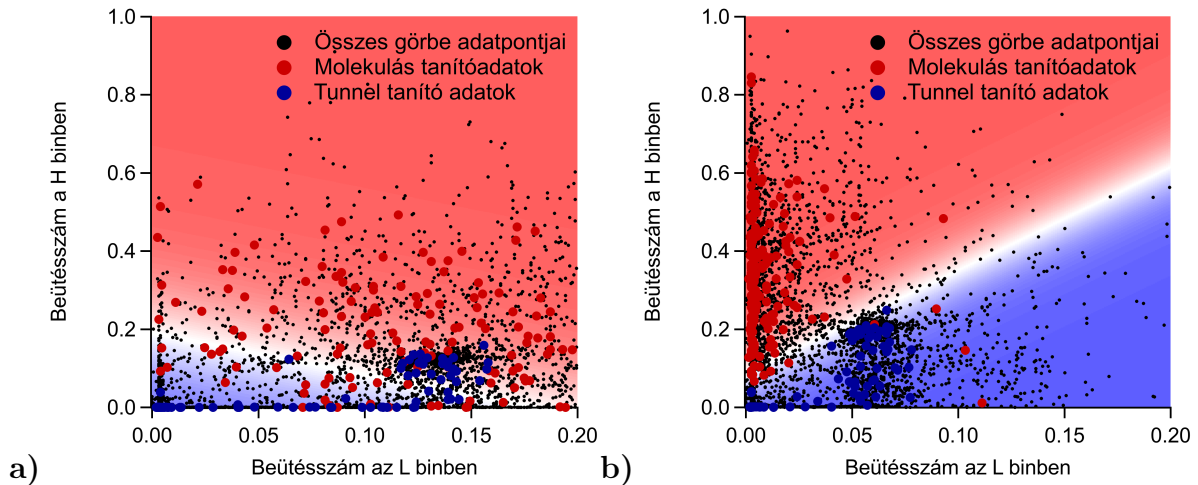 1.0
0.8
0.6
0.4
0.2
0.0
Beütésszám a H binben
Összes görbe adatpontjai
Molekulás tanítóadatok
Tunnel tanító adatok
0.00
0.05
0.10
0.15
0.20
Beütésszám az L binben
a)
1.0
0.8
0.6
0.4
0.2
0.0
Beütésszám a H binben
Összes görbe adatpontjai
Molekulás tanítóadatok
Tunnel tanító adatok
0.00
0.05
0.10
0.15
0.20
Beütésszám az L binben
b)